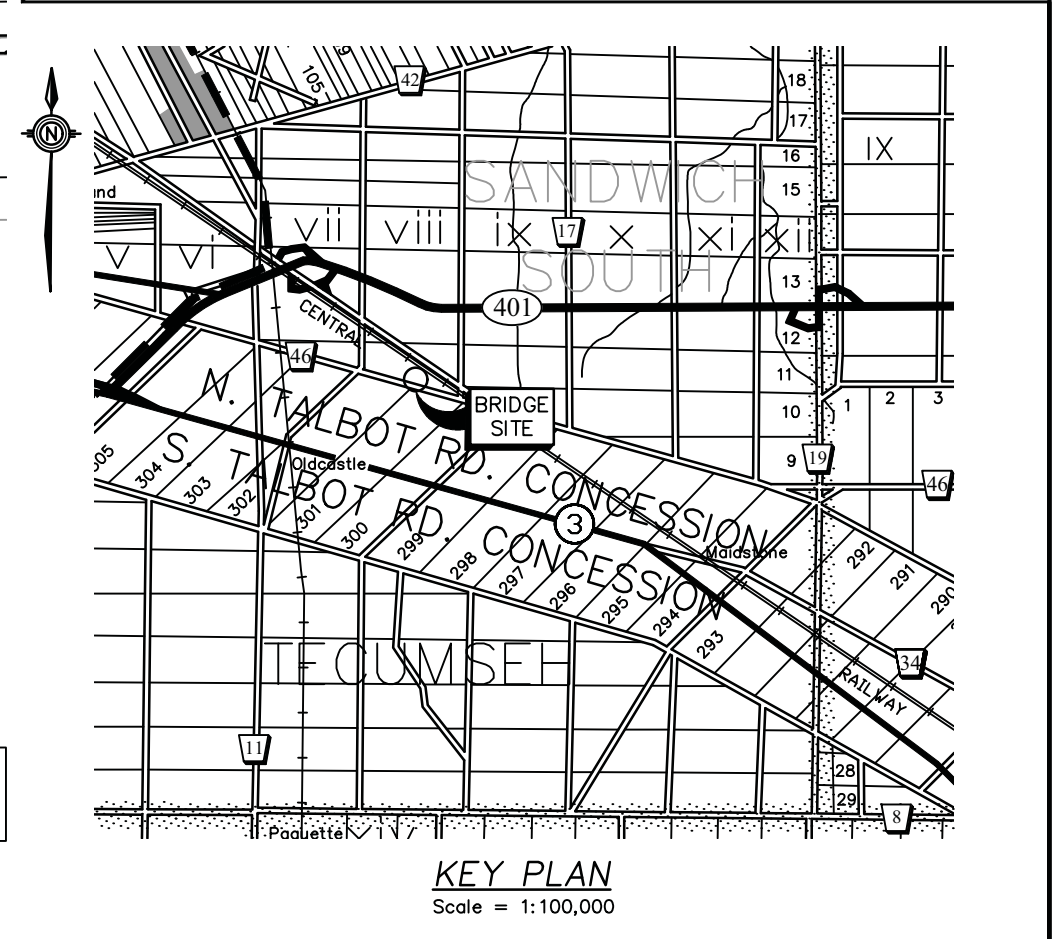 N
105
9
42
18
17
16
15
IX
SANDWICH
SOUTH
vii
viii
ix
17
x
xi
xii
v
vi
13
12
11
10
9
401
CENTRAL
46
BRIDGE
SITE
1
2
3
19
46
N. TALBOT RD. CONCESSION
S. TALBOT RD. CONCESSION
Oldcastle
3
Maidstone
304
303
302
301
300
299
298
297
296
295
294
293
292
291
290
34
RAILWAY
TECUMSEH
11
28
29
8
Paquette
KEY PLAN
Scale = 1:100,000